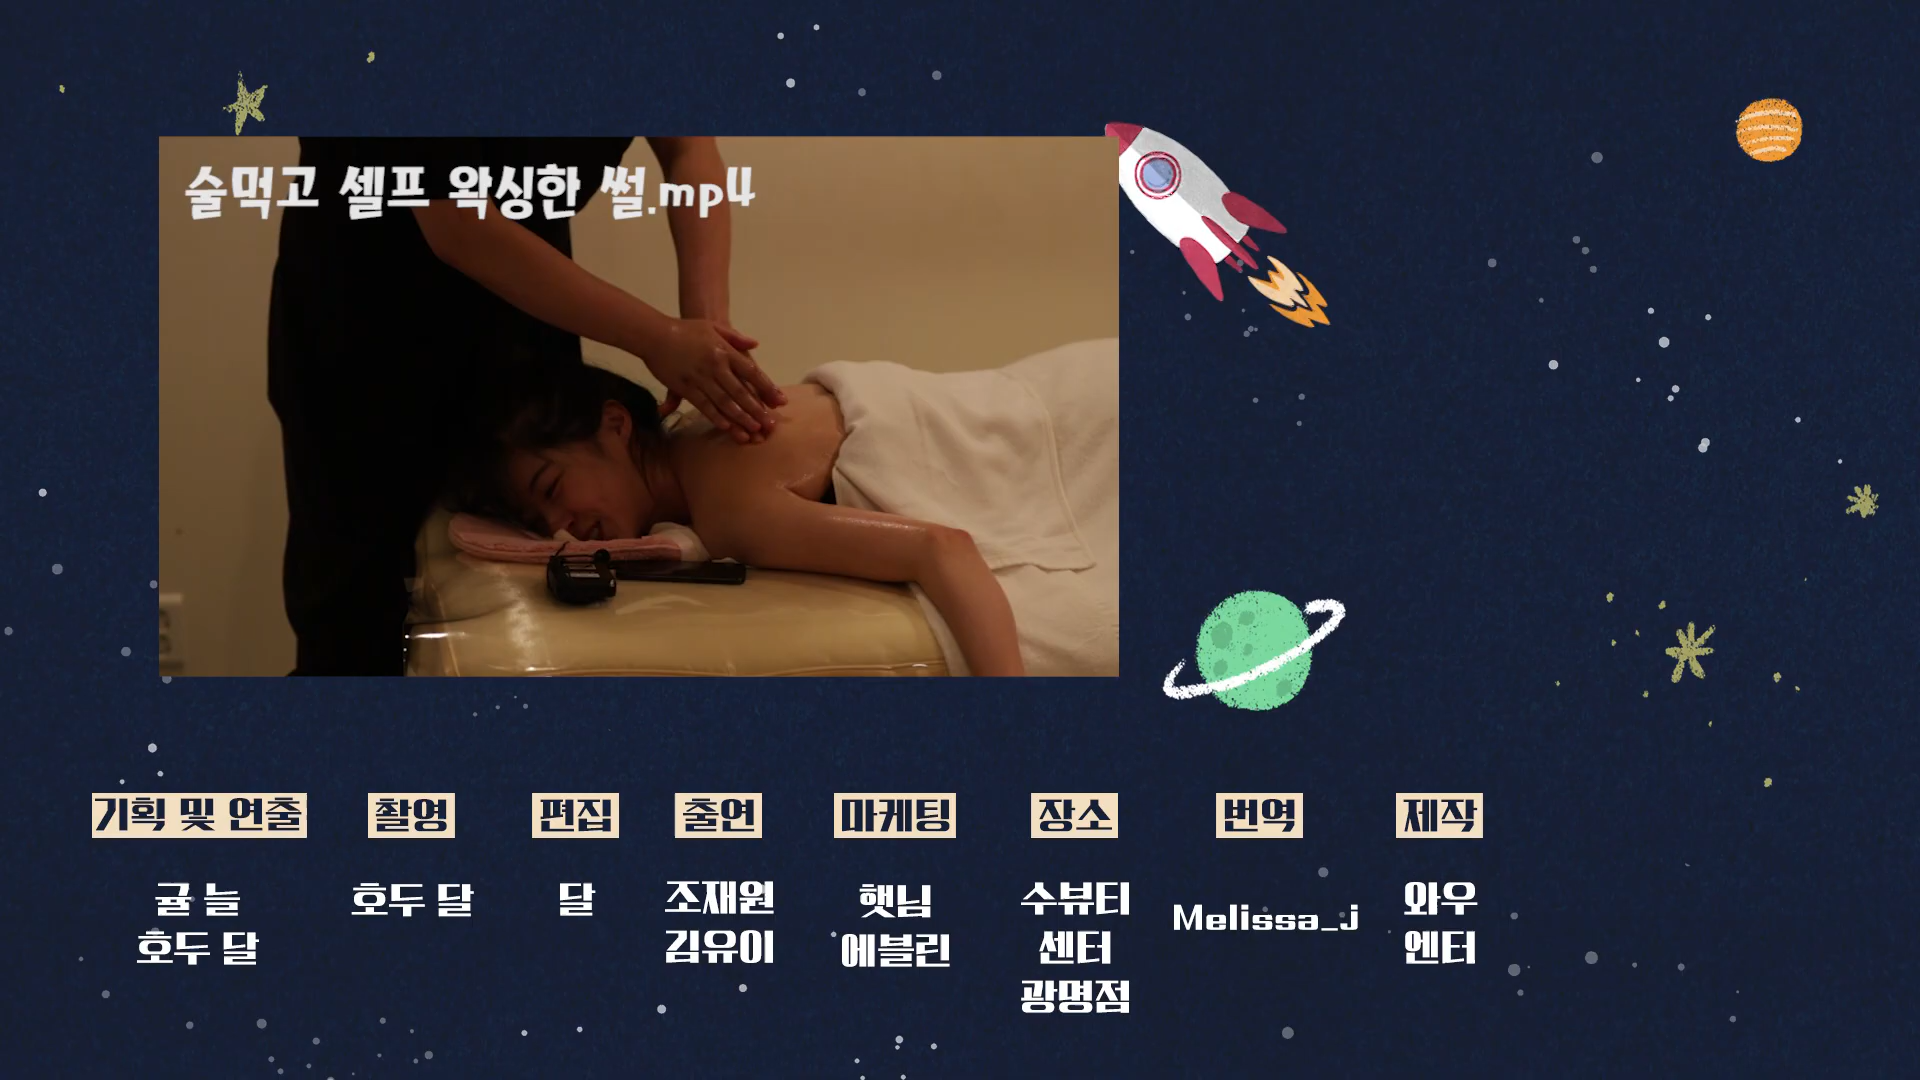 술먹고 셀프 왁싱한 썰.mp4
기획 및 연출
귤 늘
호두 달
촬영
호두 달
편집
달
출연
조재원
김유이
마케팅
햇님
에블린
장소
수뷰티
센터
광명점
번역
Melissa_j
제작
와우
엔터